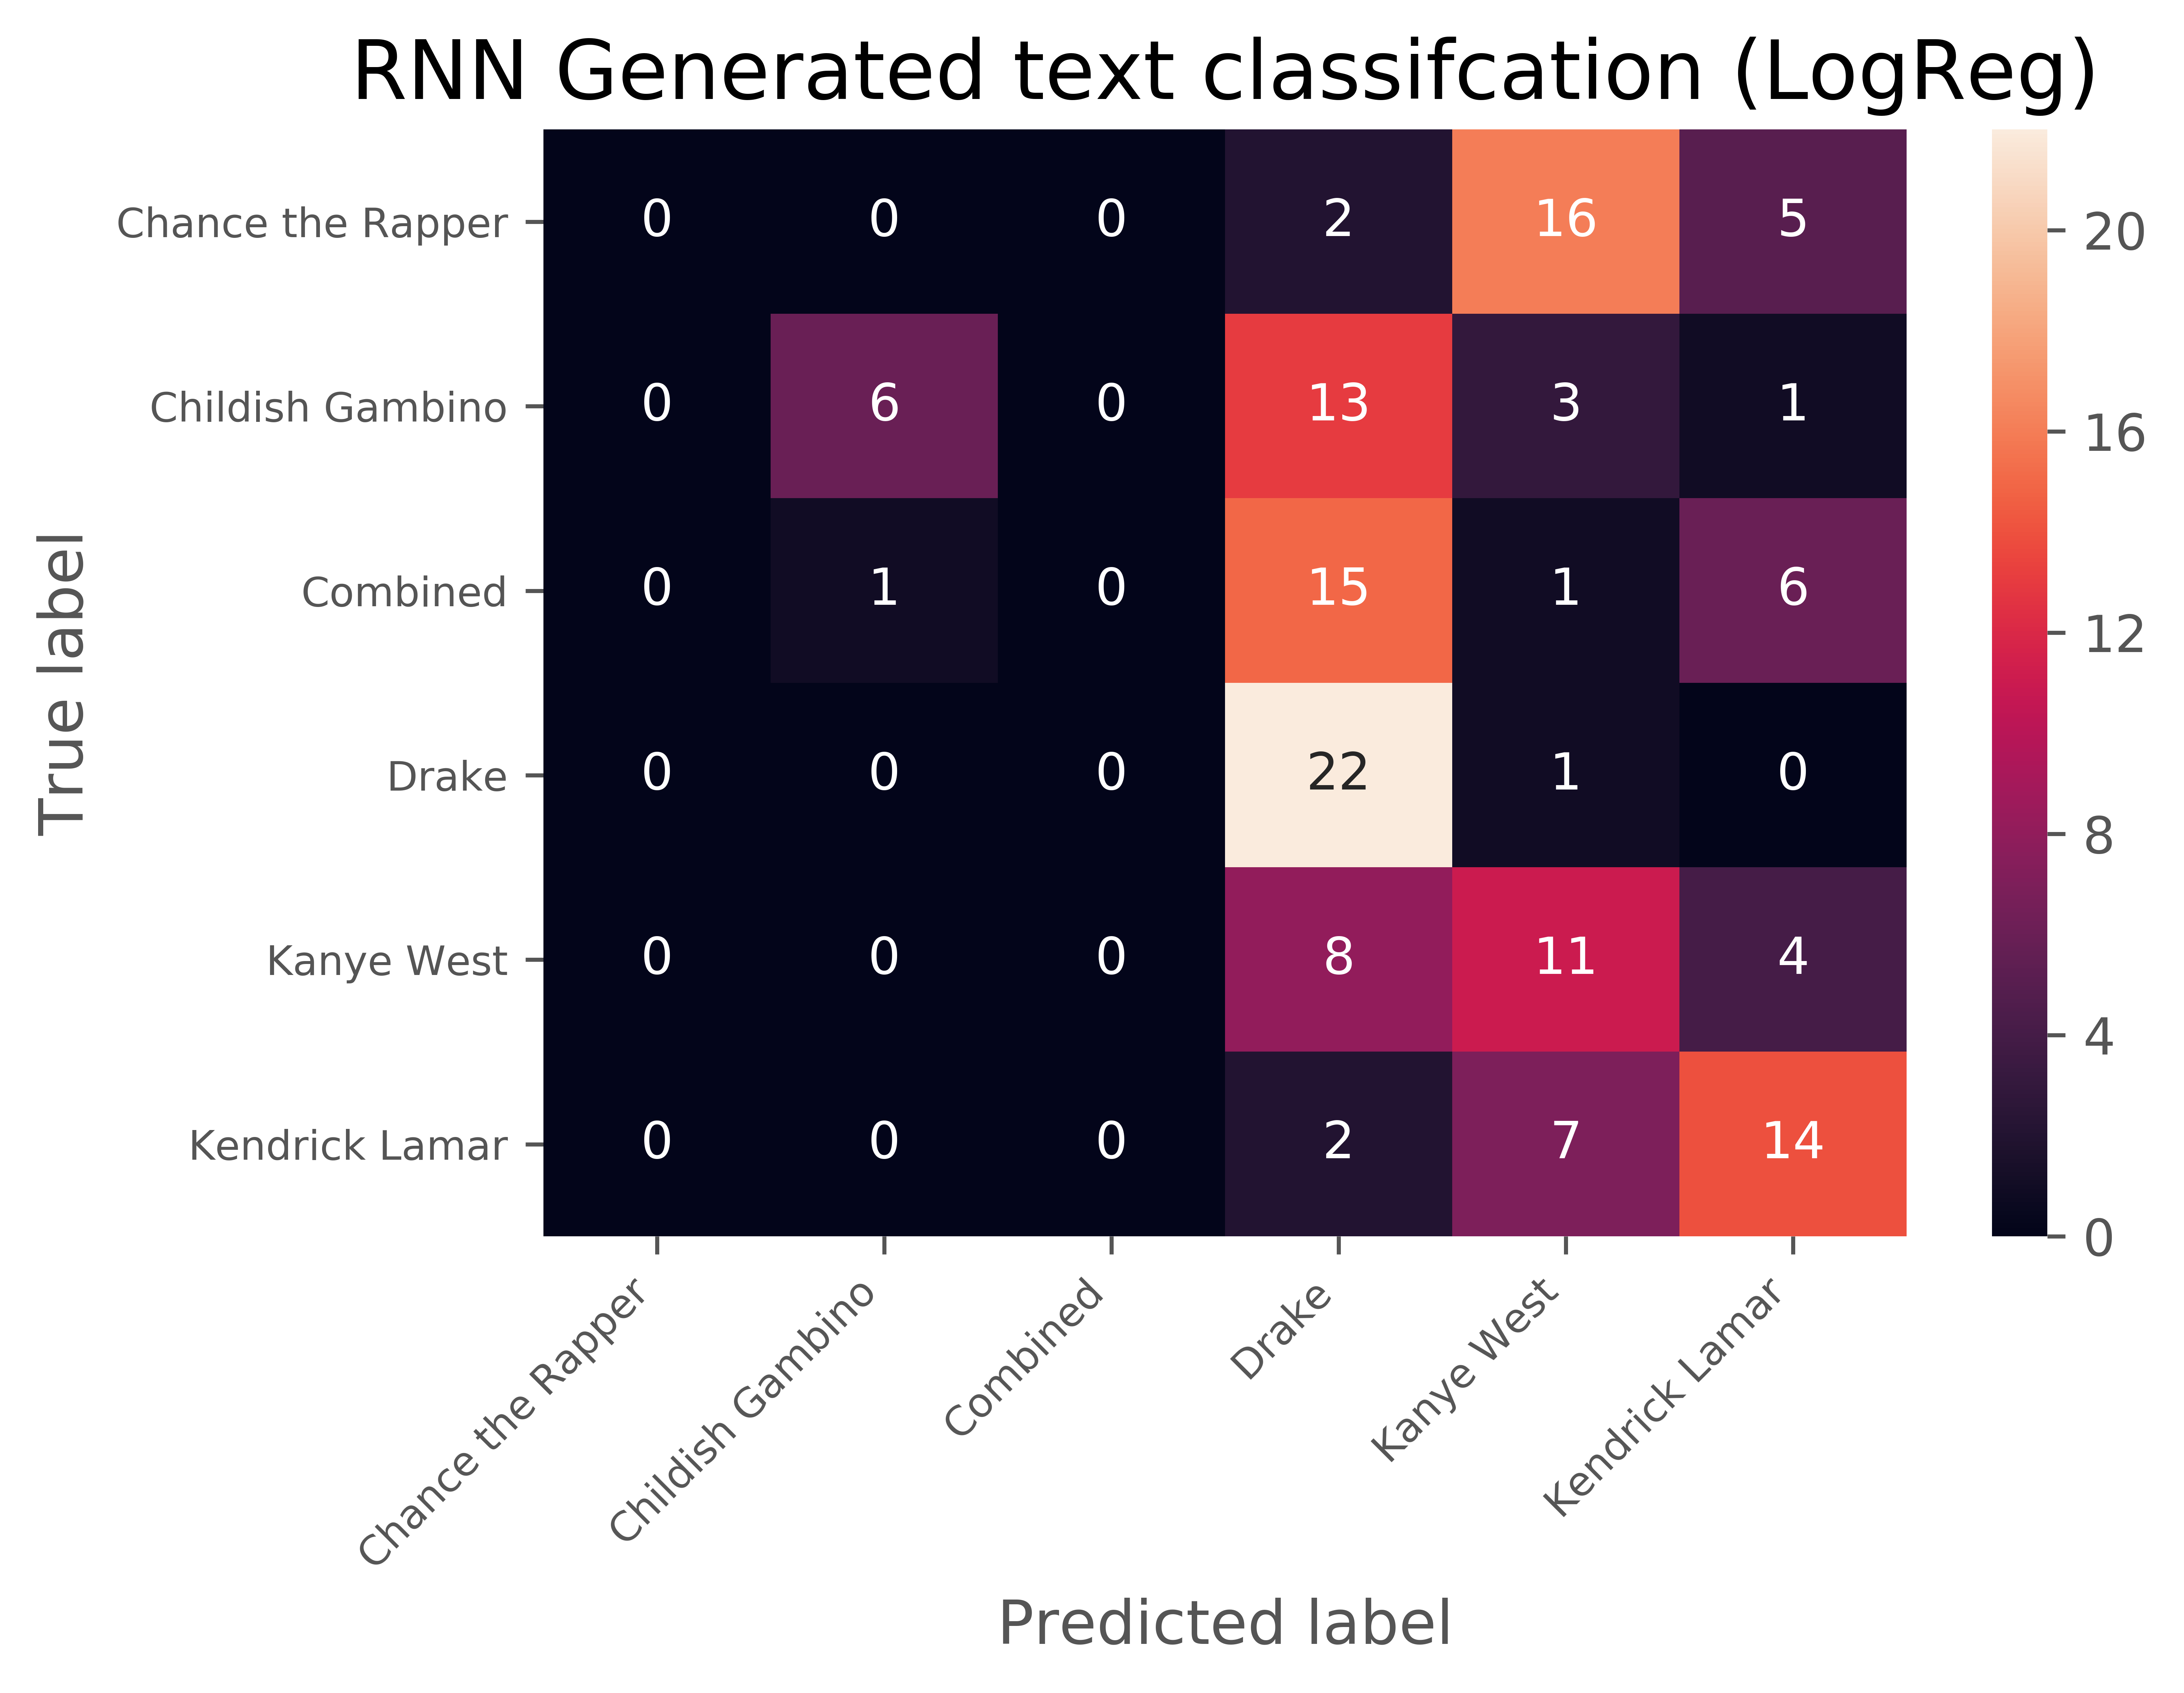 RNN Generated text classifcation (LogReg)
True label
Chance the Rapper 0 0 0 2 16 5
Childish Gambino 0 6 0 13 3 1
Combined 0 1 0 15 1 6
Drake 0 0 0 22 1 0
Kanye West 0 0 0 8 11 4
Kendrick Lamar 0 0 0 2 7 14
Chance the Rapper
Childish Gambino
Combined
Drake
Kanye West
Kendrick Lamar
Predicted label
20
16
12
8
4
0